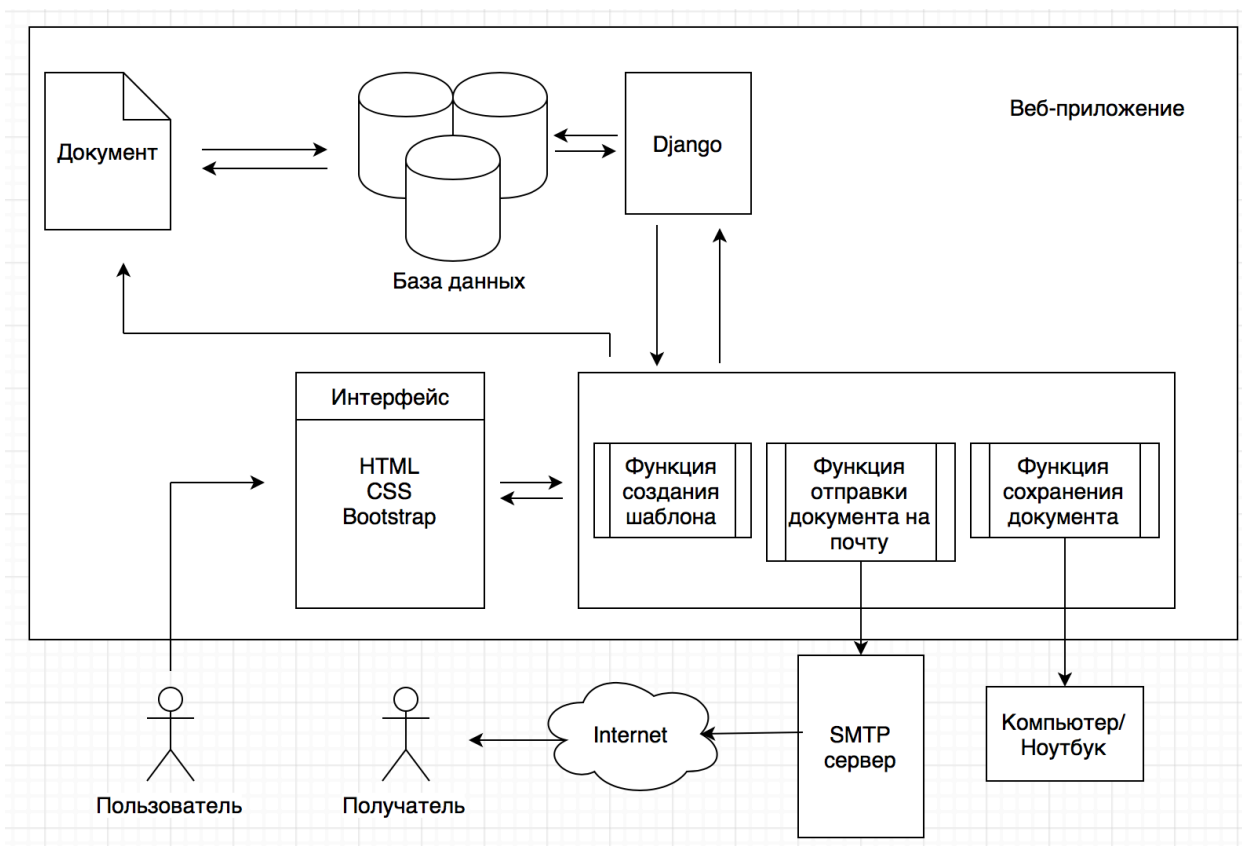 Веб-приложение
Документ
База данных
Django
Интерфейс
HTML
CSS
Bootstrap
Функция
создания
шаблона
Функция
отправки
документа на
почту
Функция
сохранения
документа
Пользователь
Получатель
Internet
SMTP
сервер
Компьютер/
Ноутбук